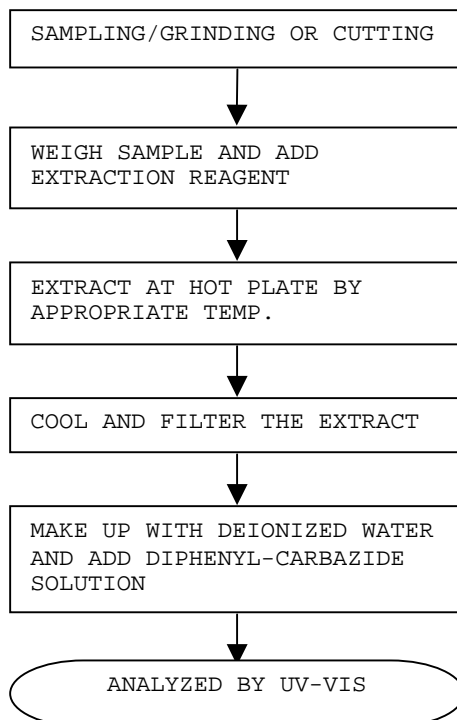 SAMPLING/GRINDING OR CUTTING
WEIGH SAMPLE AND ADD
EXTRACTION REAGENT
EXTRACT AT HOT PLATE BY
APPROPRIATE TEMP.
COOL AND FILTER THE EXTRACT
MAKE UP WITH DEIONIZED WATER
AND ADD DIPHENYL-CARBAZIDE
SOLUTION
ANALYZED BY UV-VIS